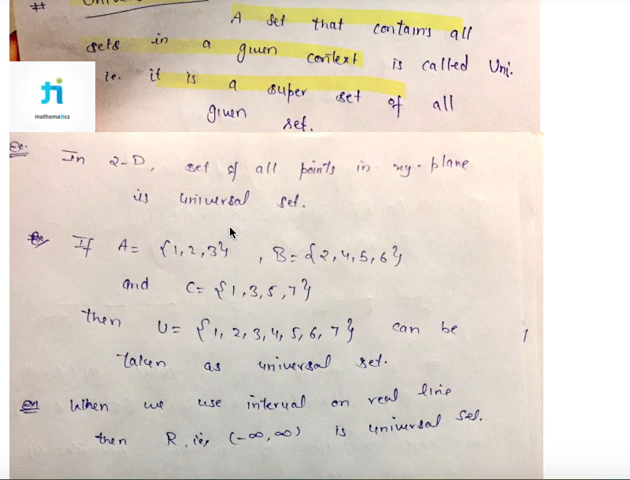 #
A set that contains all
sets in a given context is called Uni.
i.e. it is a super set of all
given set.
mathematics
Ex. In 2-D, set of all points in xy-plane
is universal set.
Ex If A = {1, 2, 3} , B = {2, 4, 5, 6}
and C = {1, 3, 5, 7}
then U = {1, 2, 3, 4, 5, 6, 7} can be
taken as universal set.
Ex When we use interval on real line
then R. i.e, (-∞, ∞) is universal set.